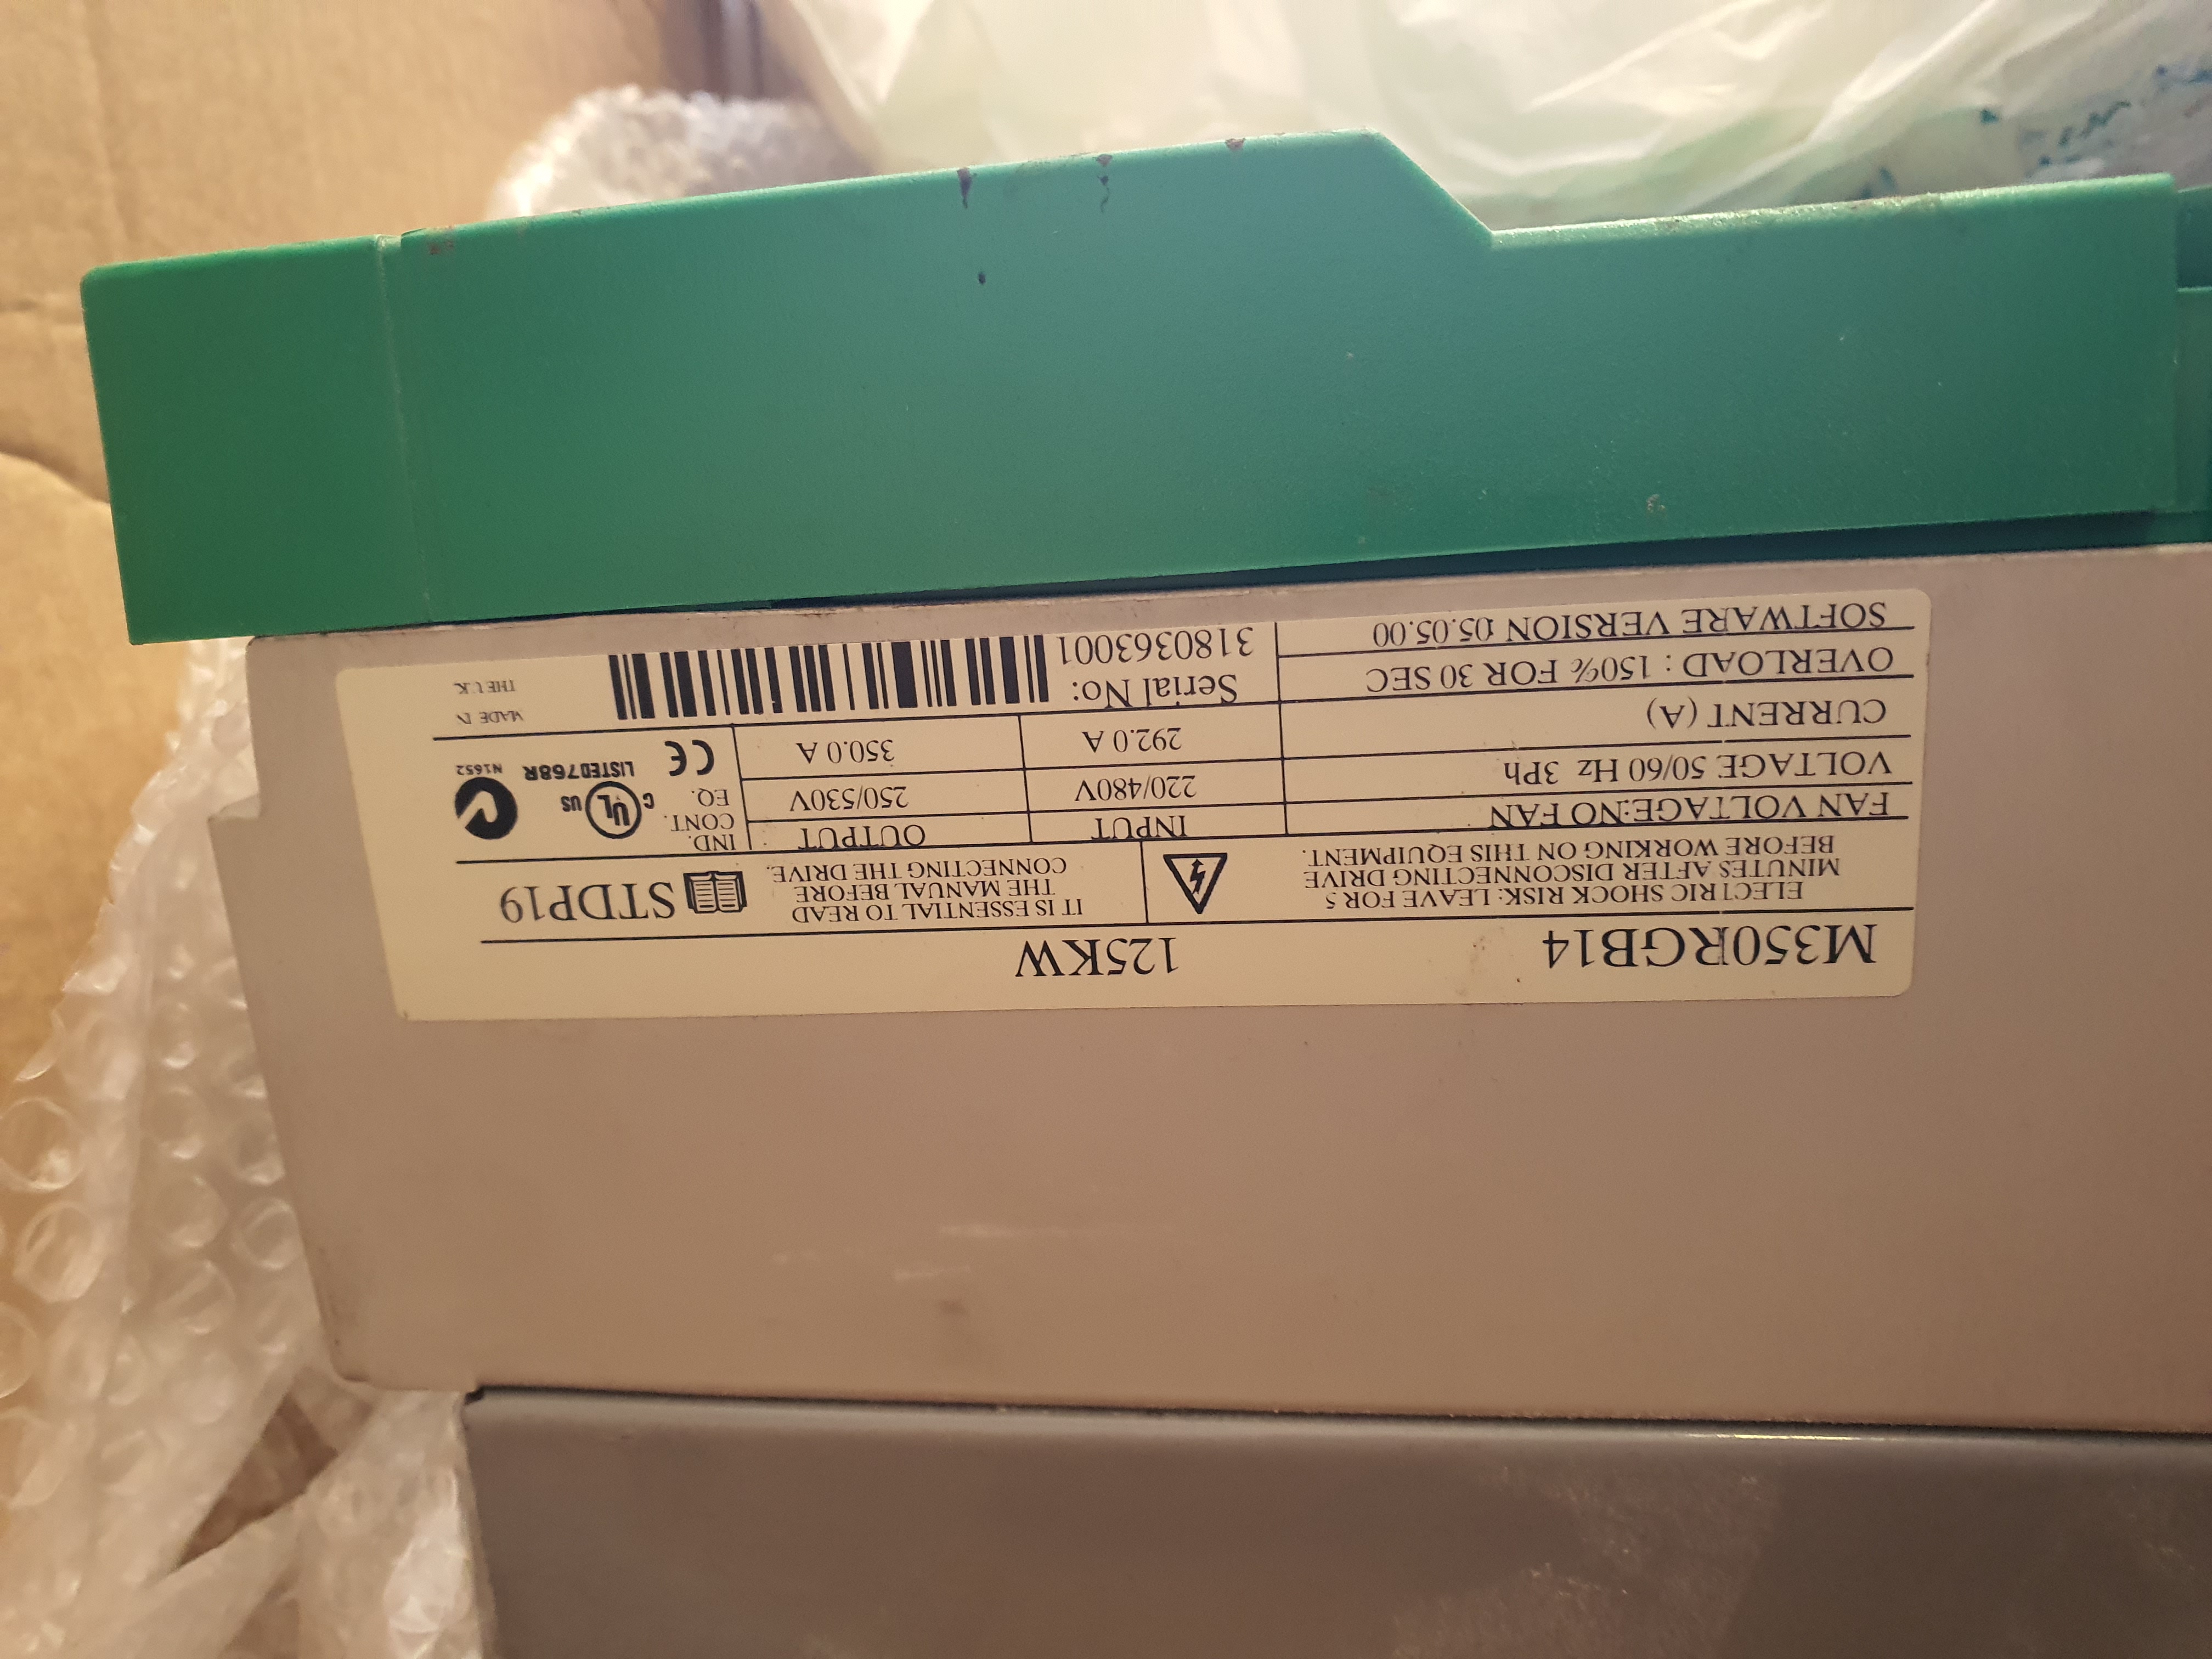 M350RGB14 125KW
ELECTRIC SHOCK RISK: LEAVE FOR 5
MINUTES AFTER DISCONNECTING DRIVE
BEFORE WORKING ON THIS EQUIPMENT.
IT IS ESSENTIAL TO READ
THE MANUAL BEFORE
CONNECTING THE DRIVE.
STDP19
FAN VOLTAGE:NO FAN INPUT OUTPUT
VOLTAGE 50/60 Hz 3Ph 220/480V 250/530V
CURRENT (A) 292.0 A 350.0 A
IND.
CONT.
EQ.
C UL US
LISTED768R
N1652
CE
OVERLOAD : 150% FOR 30 SEC
SOFTWARE VERSION :05.05.00
Serial No:
3180363001
MADE IN
THE U.K.